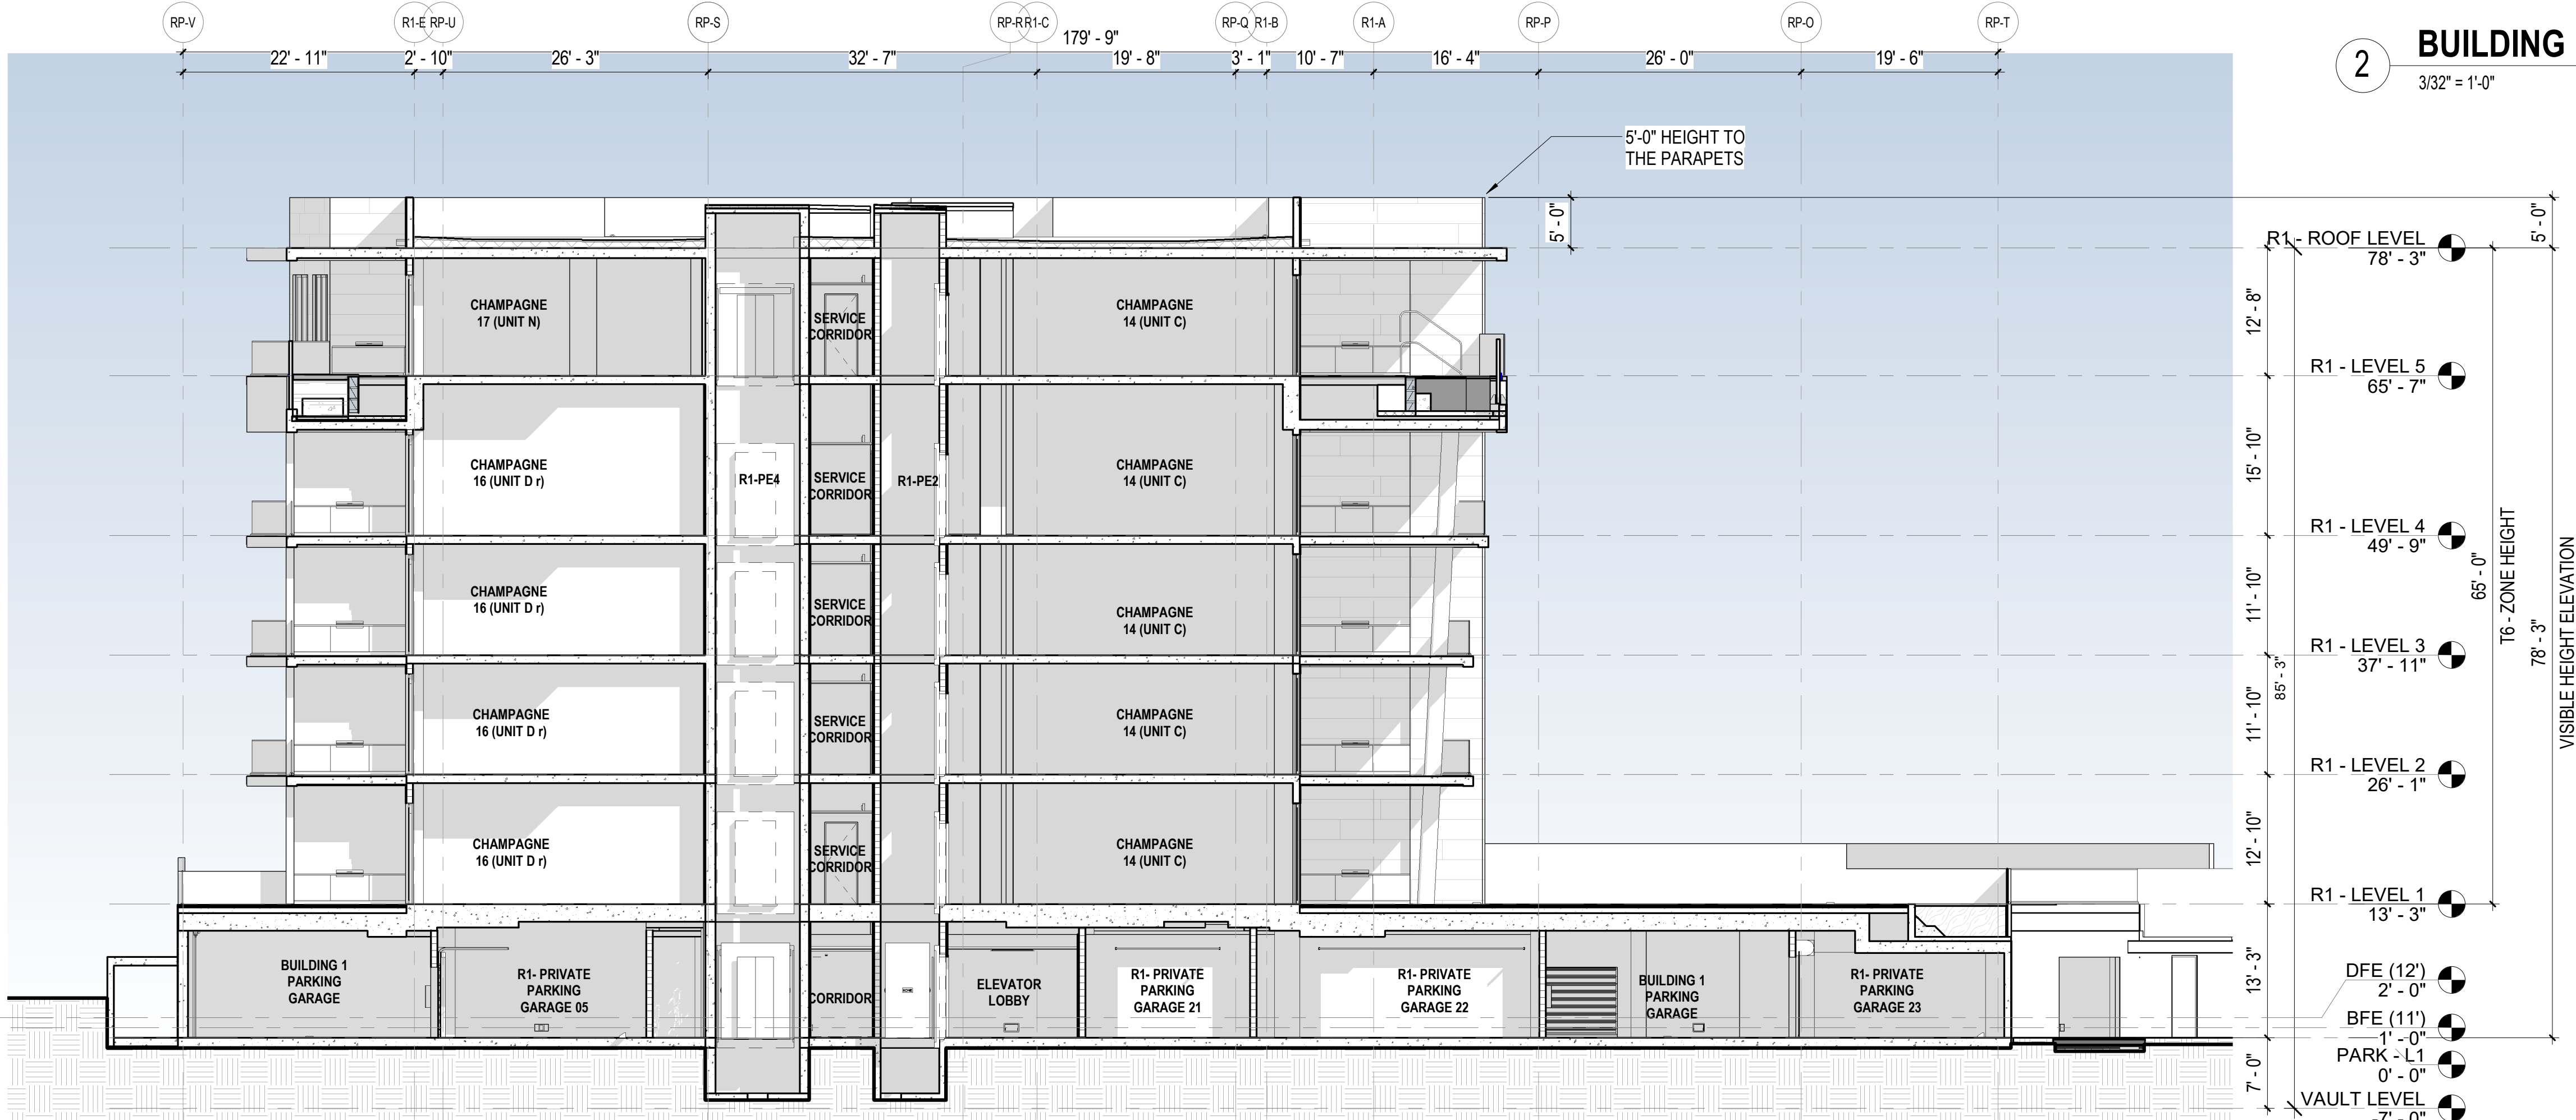 RP-V
R1-E
RP-U
RP-S
RP-R
R1-C
RP-Q
R1-B
R1-A
RP-P
RP-O
RP-T
179' - 9"
22' - 11"
2' - 10"
26' - 3"
32' - 7"
19' - 8"
3' - 1"
10' - 7"
16' - 4"
26' - 0"
19' - 6"
2
BUILDING
3/32" = 1'-0"
5'-0" HEIGHT TO
THE PARAPETS
5' - 0"
5' - 0"
R1 - ROOF LEVEL
78' - 3"
CHAMPAGNE
17 (UNIT N)
SERVICE
CORRIDOR
CHAMPAGNE
14 (UNIT C)
12' - 8"
R1 - LEVEL 5
65' - 7"
CHAMPAGNE
16 (UNIT D r)
R1-PE4
SERVICE
CORRIDOR
R1-PE2
CHAMPAGNE
14 (UNIT C)
15' - 10"
R1 - LEVEL 4
49' - 9"
CHAMPAGNE
16 (UNIT D r)
SERVICE
CORRIDOR
CHAMPAGNE
14 (UNIT C)
11' - 10"
R1 - LEVEL 3
37' - 11"
65' - 0"
T6 - ZONE HEIGHT
78' - 3"
VISIBLE HEIGHT ELEVATION
85' - 3"
CHAMPAGNE
16 (UNIT D r)
SERVICE
CORRIDOR
CHAMPAGNE
14 (UNIT C)
11' - 10"
R1 - LEVEL 2
26' - 1"
CHAMPAGNE
16 (UNIT D r)
SERVICE
CORRIDOR
CHAMPAGNE
14 (UNIT C)
12' - 10"
R1 - LEVEL 1
13' - 3"
BUILDING 1
PARKING
GARAGE
R1- PRIVATE
PARKING
GARAGE 05
CORRIDOR
ELEVATOR
LOBBY
R1- PRIVATE
PARKING
GARAGE 21
R1- PRIVATE
PARKING
GARAGE 22
BUILDING 1
PARKING
GARAGE
R1- PRIVATE
PARKING
GARAGE 23
13' - 3"
DFE (12')
2' - 0"
BFE (11')
1' - 0"
PARK - L1
0' - 0"
7' - 0"
VAULT LEVEL
-7' - 0"